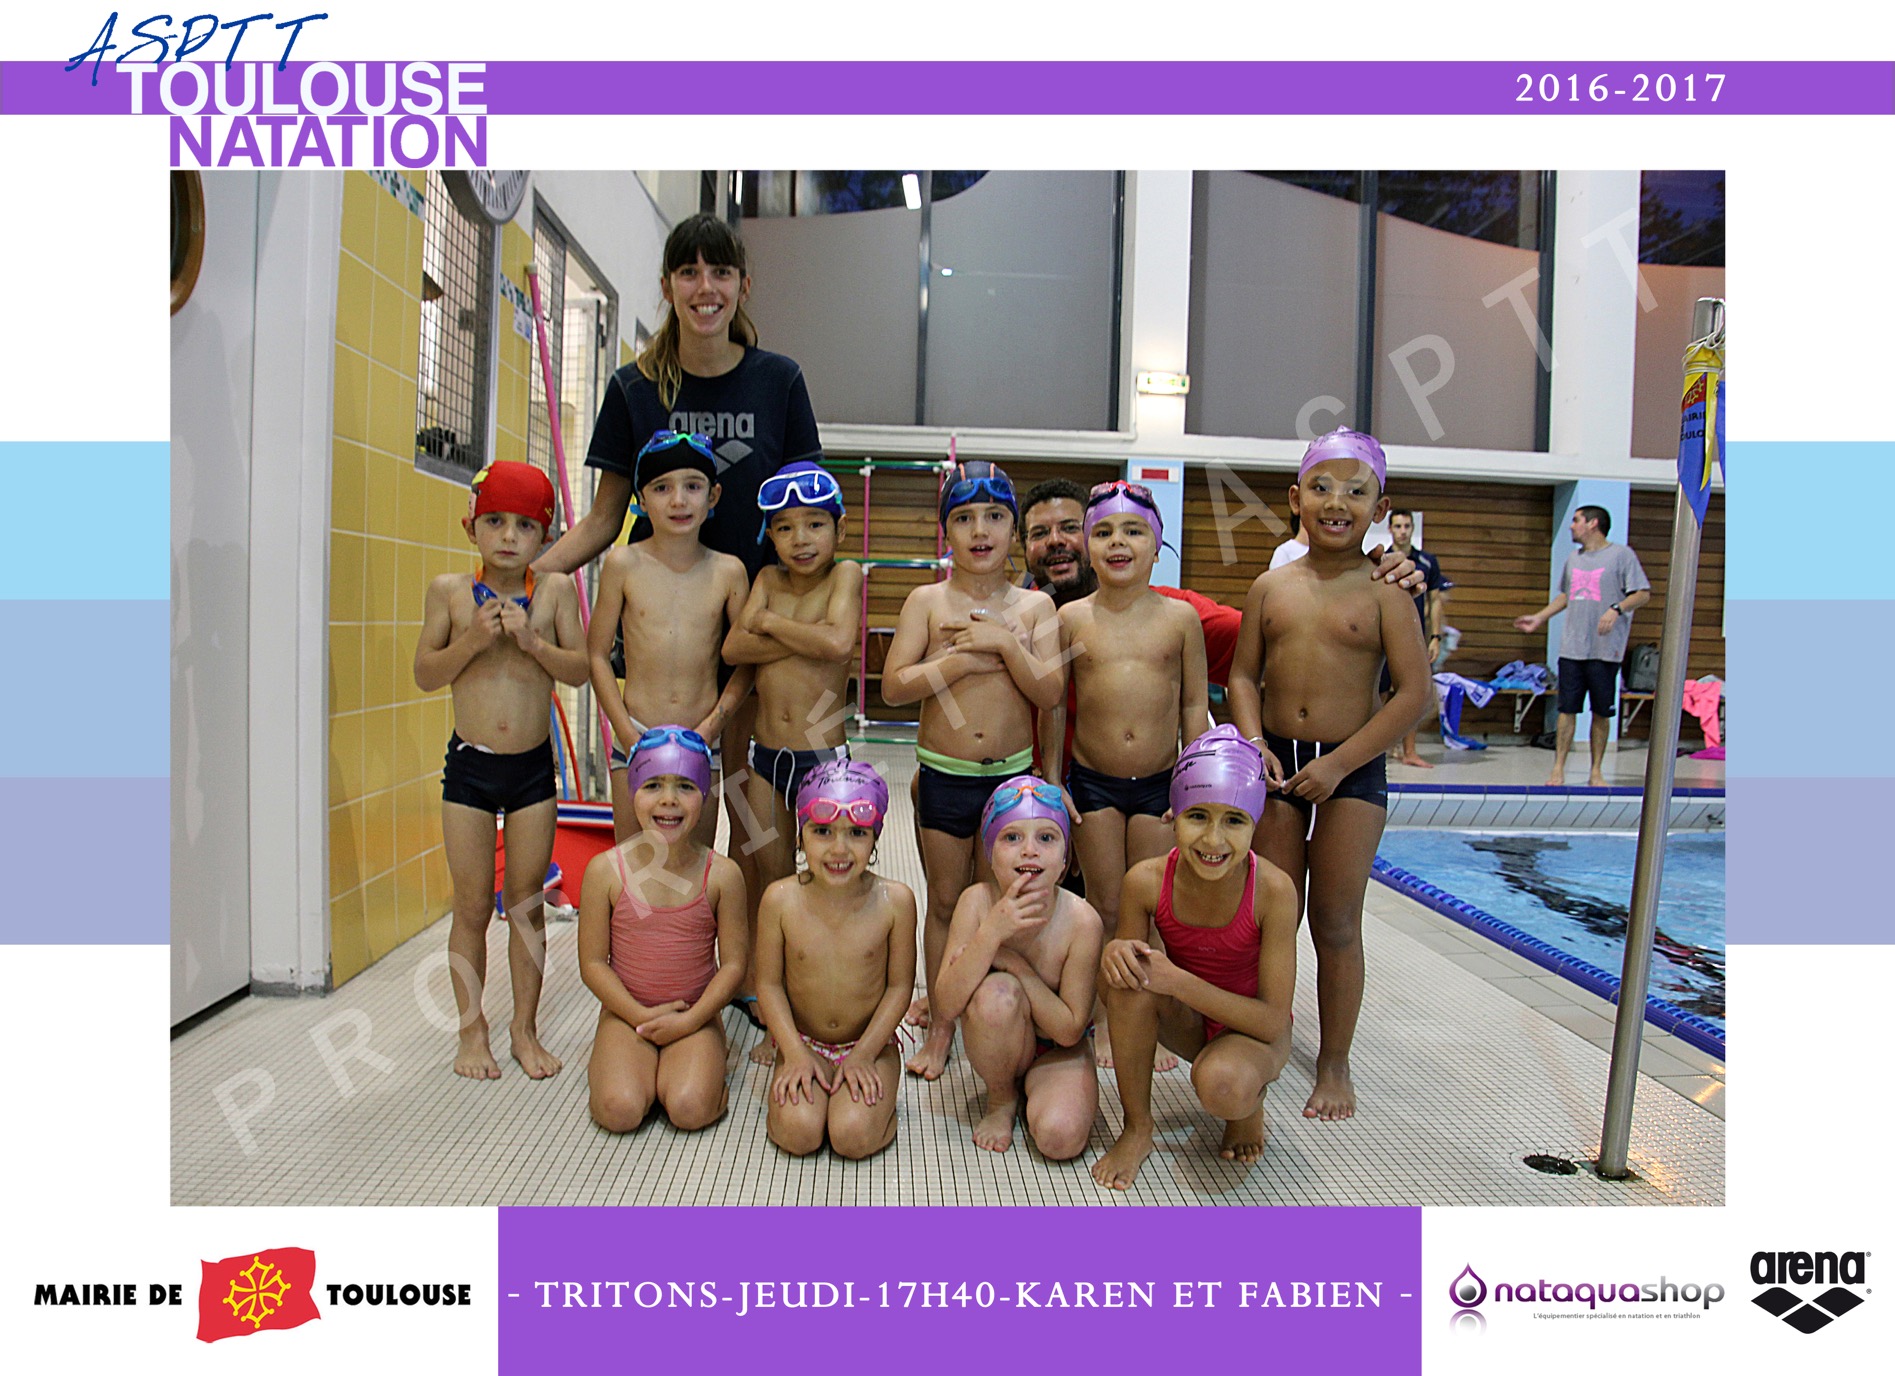 ASPTT
TOULOUSE
NATATION
2016-2017
arena
Toulouse
PROPRIÉTÉ ASPTT
MAIRIE DE TOULOUSE
- TRITONS-JEUDI-17H40-KAREN ET FABIEN -
nataquashop
L'équipementier spécialisé en natation et en triathlon
arena